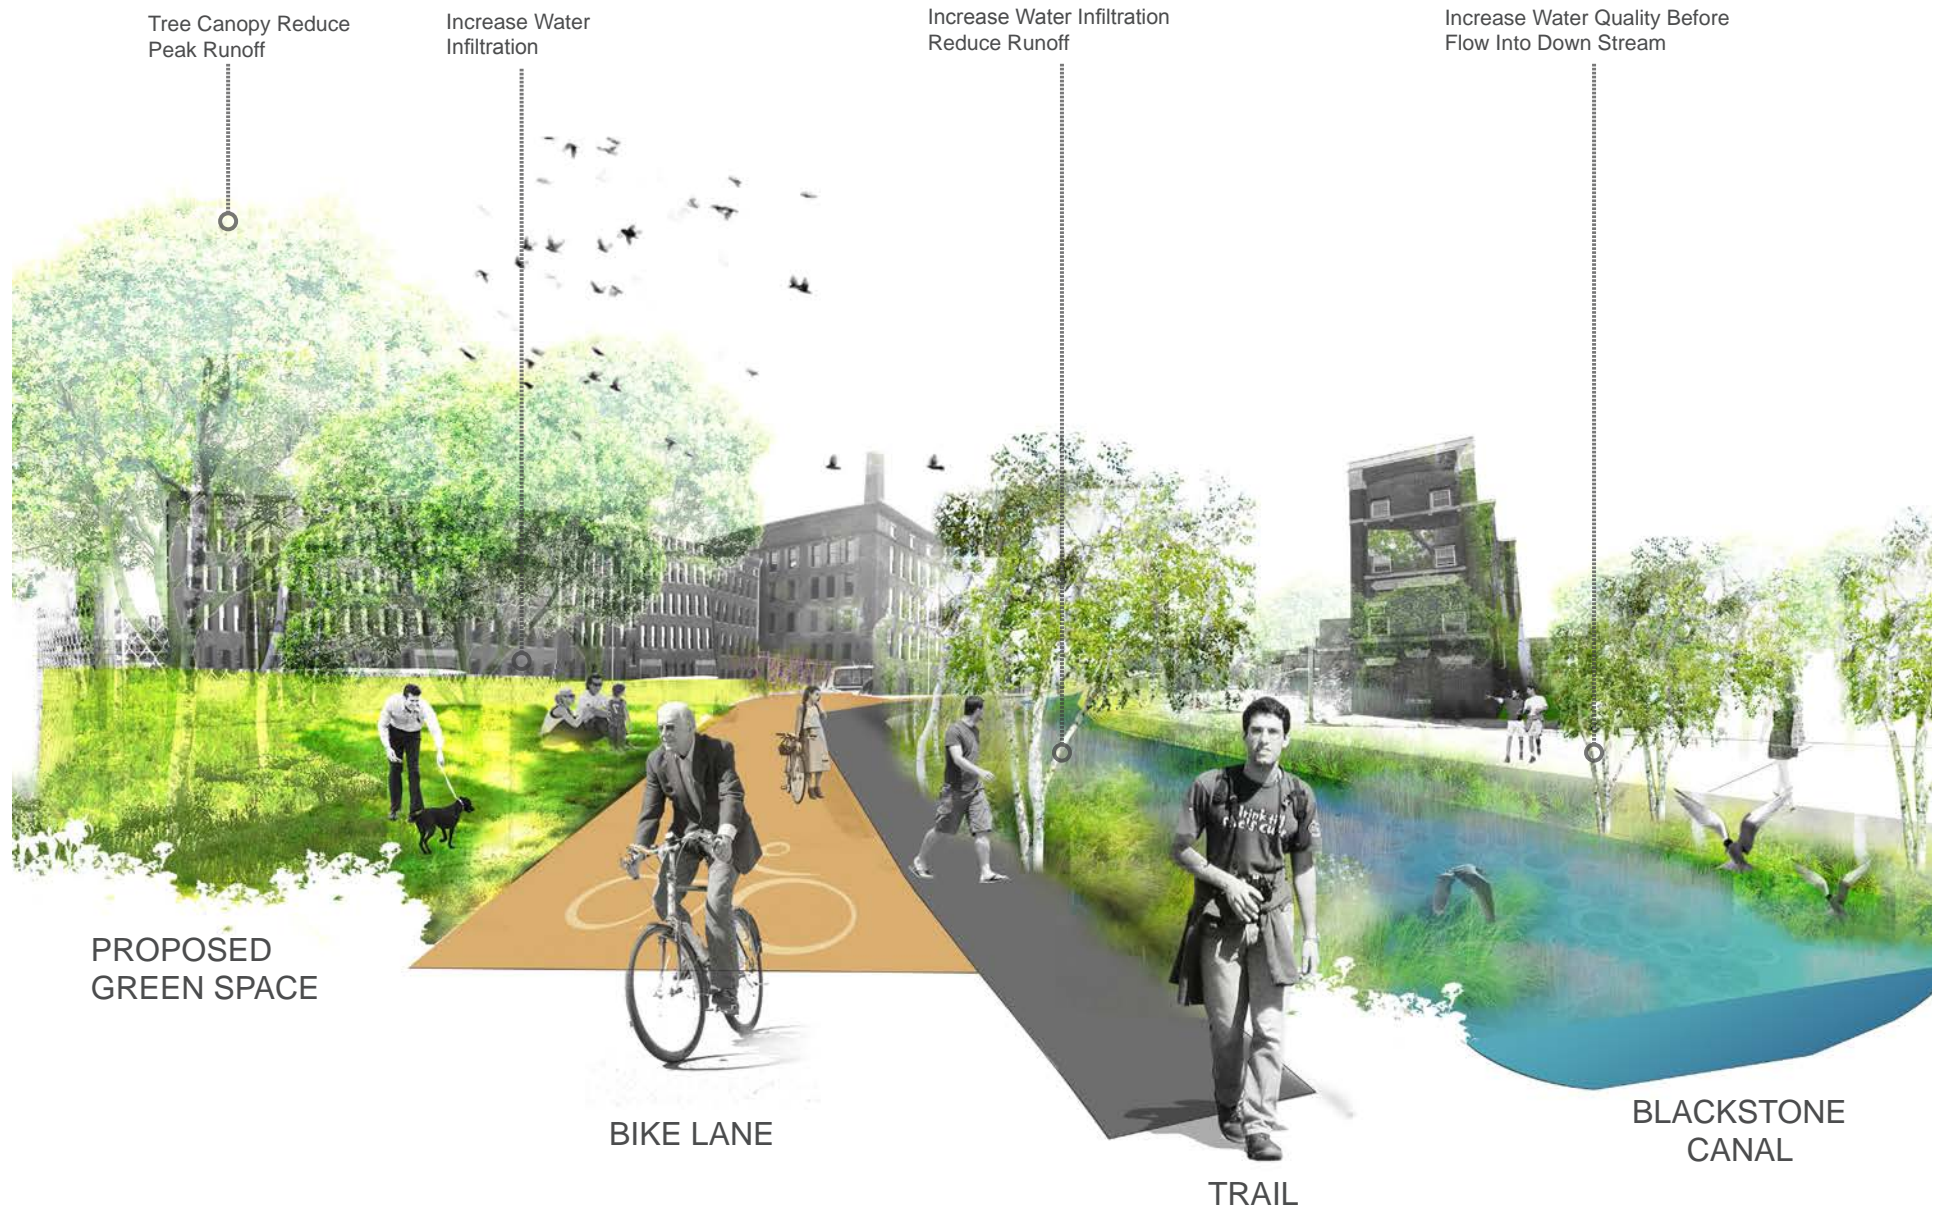 Tree Canopy Reduce
Peak Runoff
Increase Water
Infiltration
Increase Water Infiltration
Reduce Runoff
Increase Water Quality Before
Flow Into Down Stream
PROPOSED
GREEN SPACE
BIKE LANE
TRAIL
BLACKSTONE
CANAL